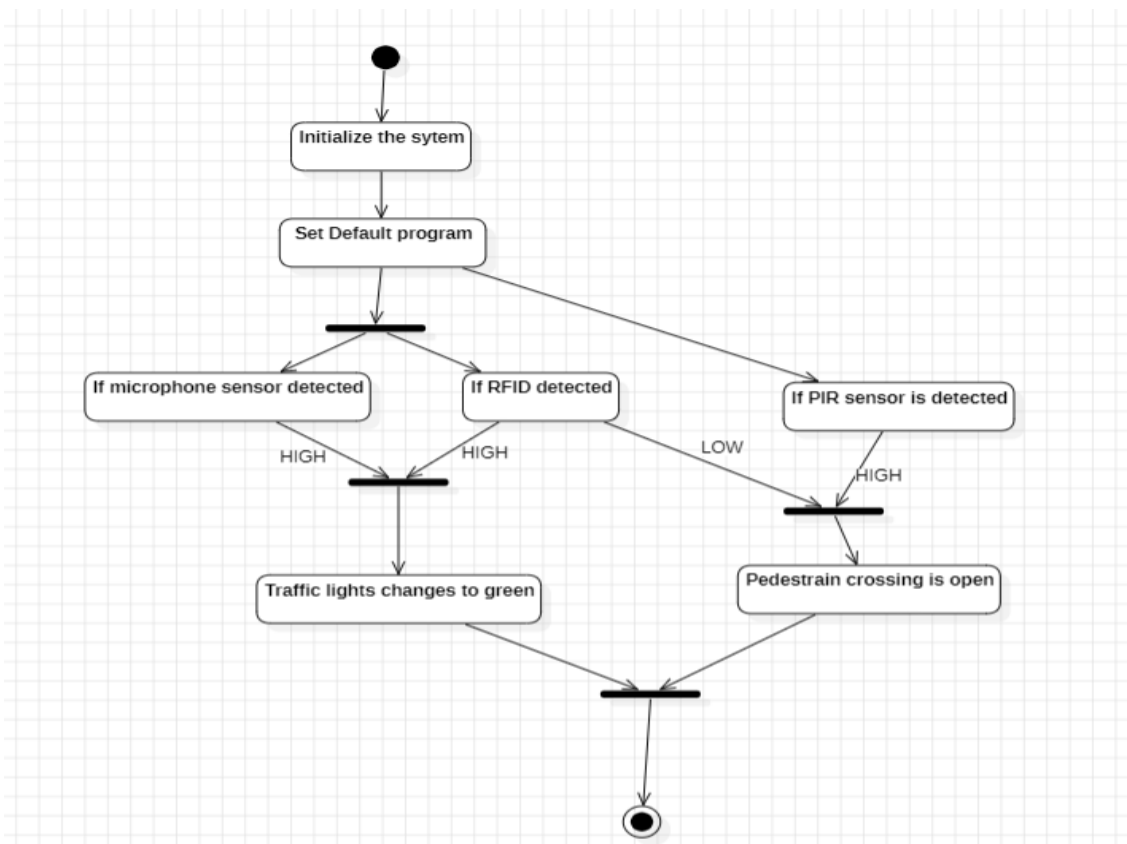 Initialize the sytem
Set Default program
If microphone sensor detected
If RFID detected
If PIR sensor is detected
HIGH
HIGH
LOW
HIGH
Traffic lights changes to green
Pedestrain crossing is open